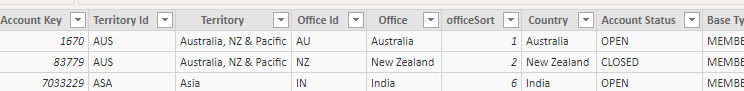 Account Key Territory Id Territory Office Id Office officeSort Country Account Status Base Ty
1670 AUS Australia, NZ & Pacific AU Australia 1 Australia OPEN MEMBE
83779 AUS Australia, NZ & Pacific NZ New Zealand 2 New Zealand CLOSED MEMBE
7033229 ASA Asia IN India 6 India OPEN MEMBE